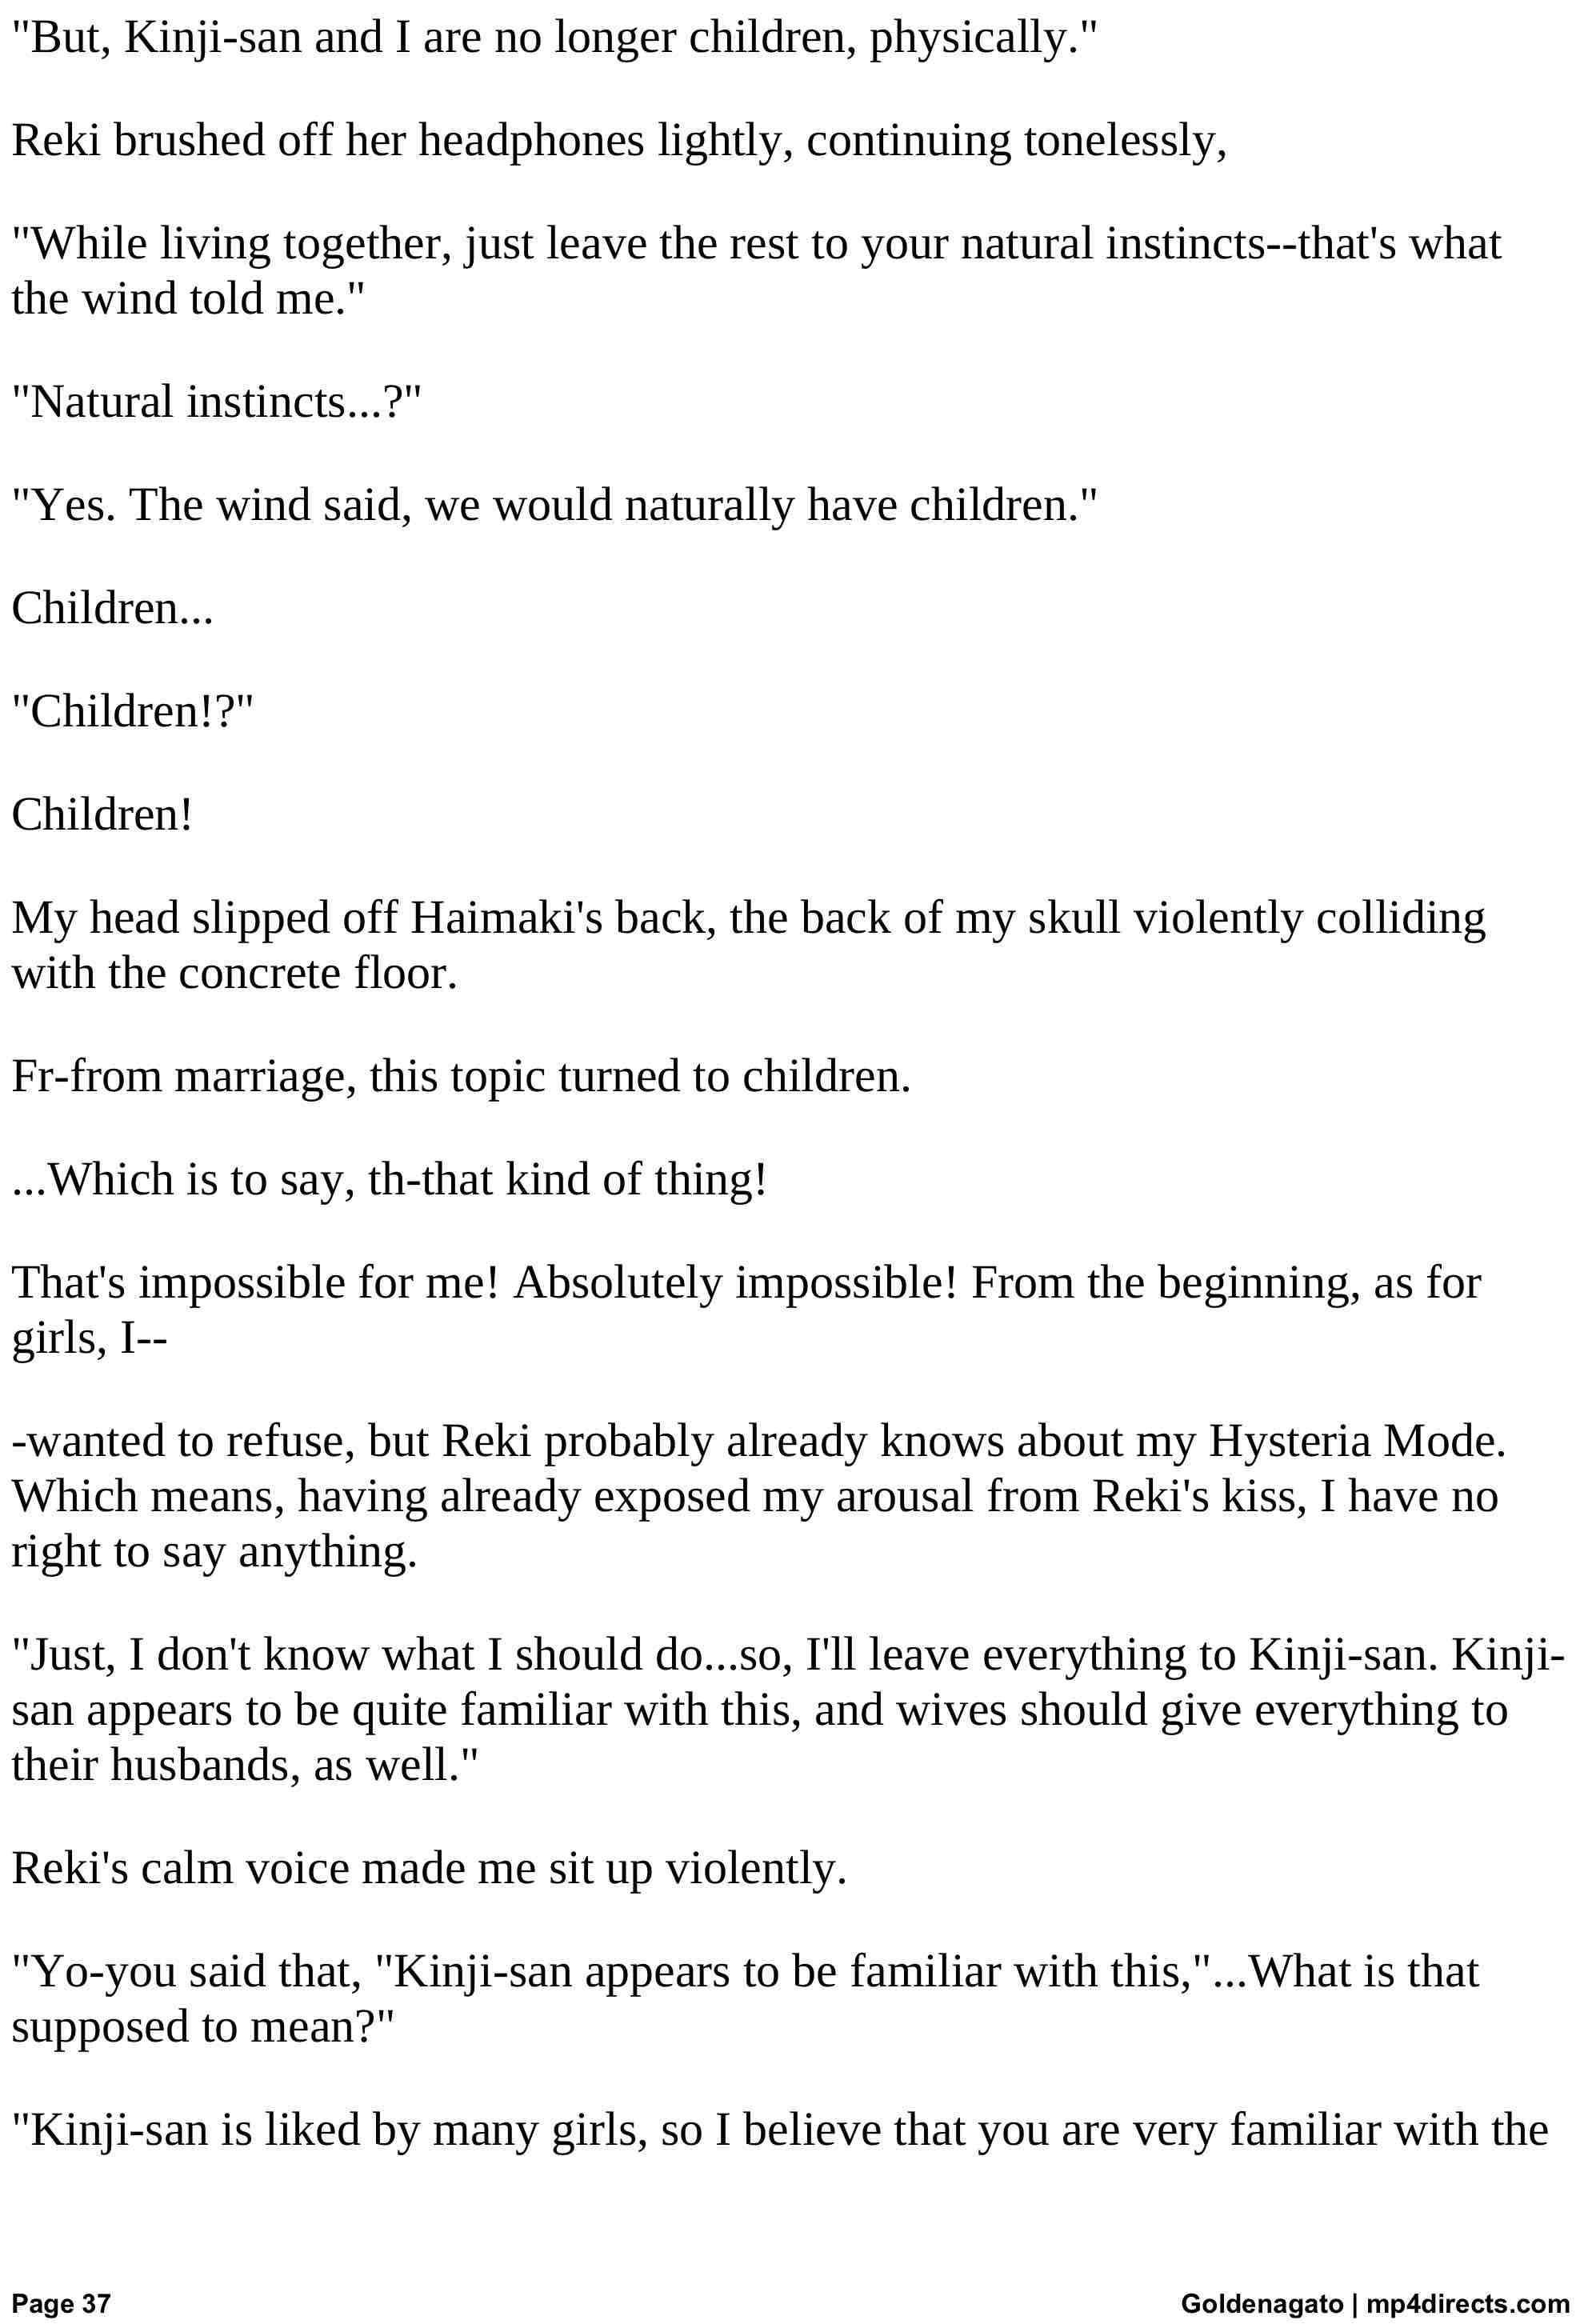 "But, Kinji-san and I are no longer children, physically."
Reki brushed off her headphones lightly, continuing tonelessly,
"While living together, just leave the rest to your natural instincts--that's what
the wind told me."
"Natural instincts...?"
"Yes. The wind said, we would naturally have children."
Children...
"Children!?"
Children!
My head slipped off Haimaki's back, the back of my skull violently colliding
with the concrete floor.
Fr-from marriage, this topic turned to children.
...Which is to say, th-that kind of thing!
That's impossible for me! Absolutely impossible! From the beginning, as for
girls, I--
-wanted to refuse, but Reki probably already knows about my Hysteria Mode.
Which means, having already exposed my arousal from Reki's kiss, I have no
right to say anything.
"Just, I don't know what I should do...so, I'll leave everything to Kinji-san. Kinji-
san appears to be quite familiar with this, and wives should give everything to
their husbands, as well."
Reki's calm voice made me sit up violently.
"Yo-you said that, "Kinji-san appears to be familiar with this,"...What is that
supposed to mean?"
"Kinji-san is liked by many girls, so I believe that you are very familiar with the
Page 37
Goldenagato | mp4directs.com